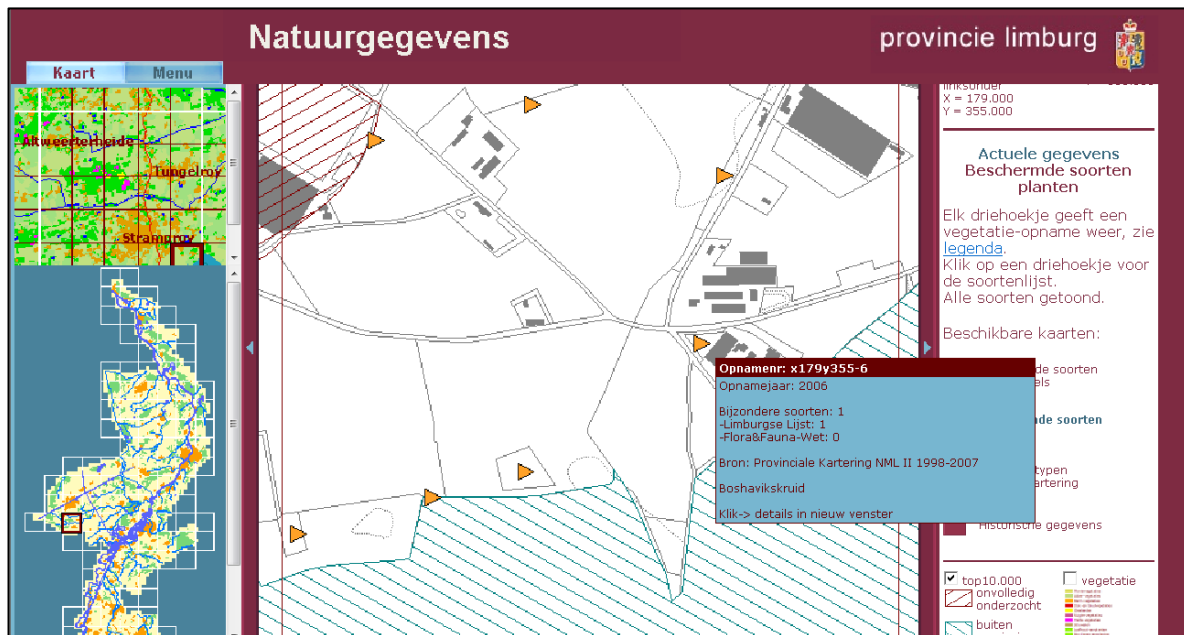 Natuurgegevens
provincie limburg
Kaart
Menu
Altweerterheide
Tungelroy
Stramproy
linksonder
X = 179.000
Y = 355.000
Actuele gegevens
Beschermde soorten
planten
Elk driehoekje geeft een
vegetatie-opname weer, zie
legenda.
Klik op een driehoekje voor
de soortenlijst.
Alle soorten getoond.
Beschikbare kaarten:
de soorten
els
de soorten
typen
artering
Historische gegevens
Opnamenr: x179y355-6
Opnamejaar: 2006
Bijzondere soorten: 1
-Limburgse Lijst: 1
-Flora&Fauna-Wet: 0
Bron: Provinciale Kartering NML II 1998-2007
Boshavikskruid
Klik-> details in nieuw venster
top10.000
vegetatie
onvolledig
onderzocht
buiten